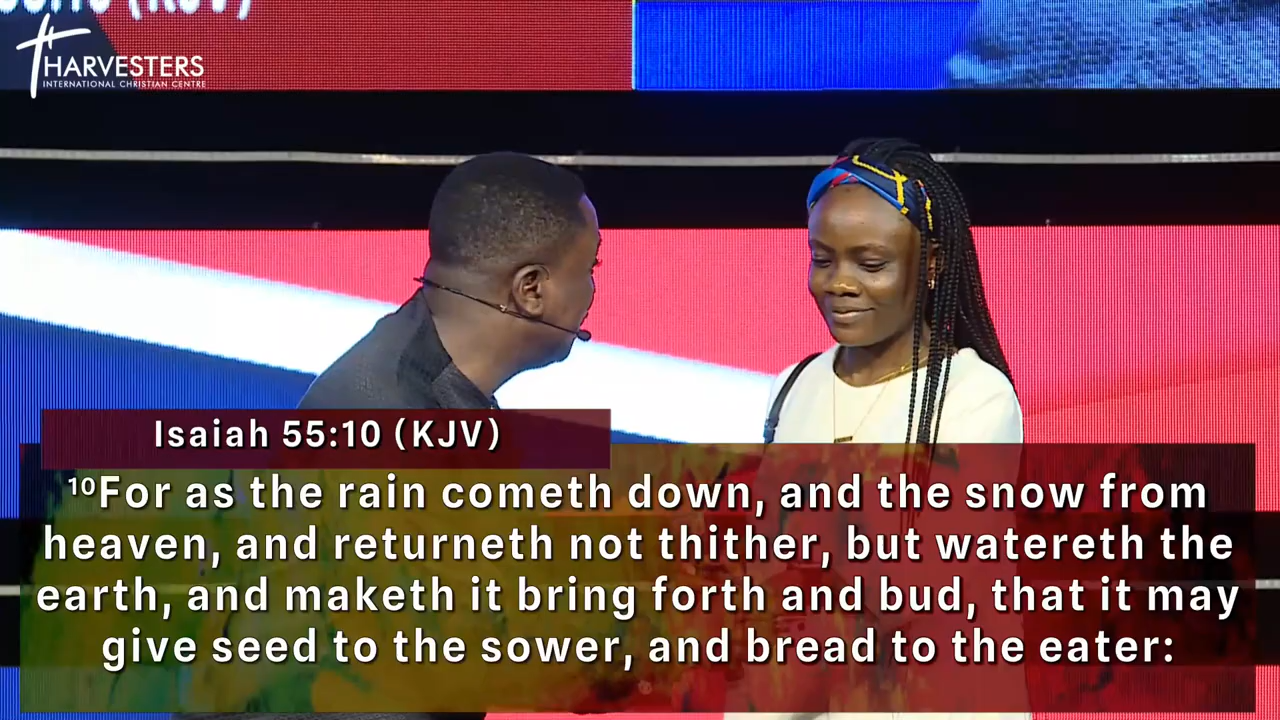 HARVESTERS
INTERNATIONAL CHRISTIAN CENTRE
Isaiah 55:10 (KJV)
¹⁰For as the rain cometh down, and the snow from
heaven, and returneth not thither, but watereth the
earth, and maketh it bring forth and bud, that it may
give seed to the sower, and bread to the eater: